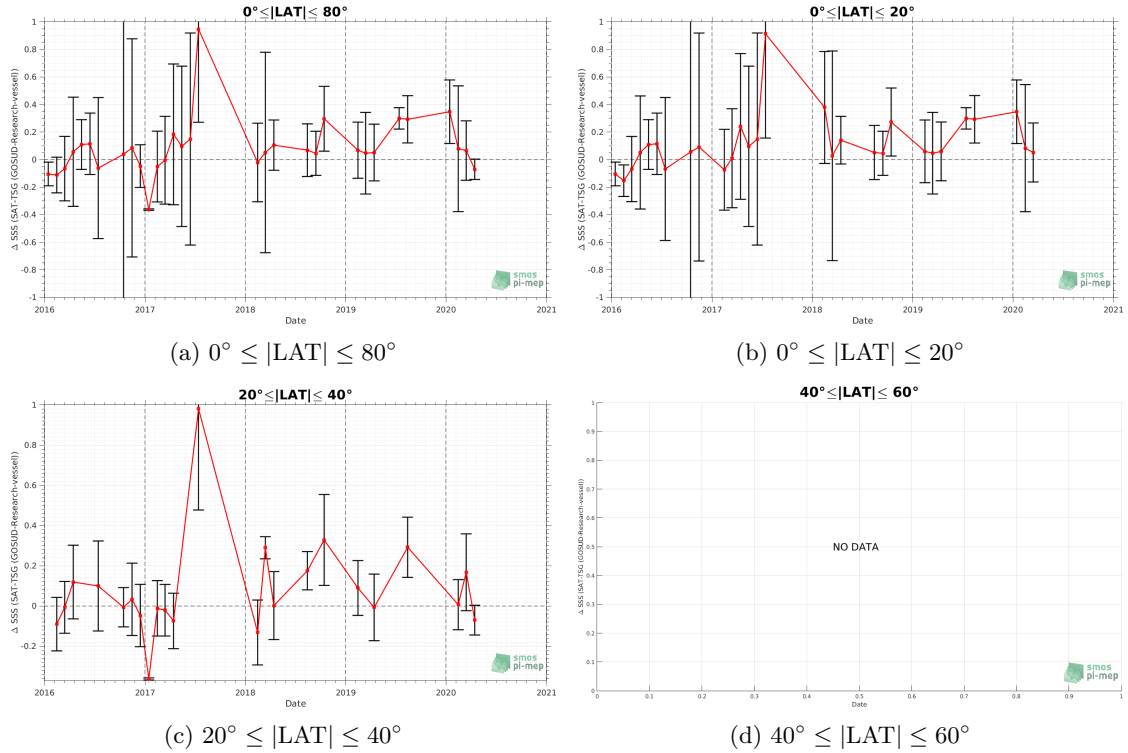 0°≤|LAT|≤ 80°
Δ SSS (SAT-TSG (GOSUD-Research-vessel))
1
0.8
0.6
0.4
0.2
0
-0.2
-0.4
-0.6
-0.8
-1
2016 2017 2018 2019 2020 2021
Date
smos
pi-mep
(a) 0° ≤ |LAT| ≤ 80°
0°≤|LAT|≤ 20°
Δ SSS (SAT-TSG (GOSUD-Research-vessel))
1
0.8
0.6
0.4
0.2
0
-0.2
-0.4
-0.6
-0.8
-1
2016 2017 2018 2019 2020 2021
Date
smos
pi-mep
(b) 0° ≤ |LAT| ≤ 20°
20°≤|LAT|≤ 40°
Δ SSS (SAT-TSG (GOSUD-Research-vessel))
1
0.8
0.6
0.4
0.2
0
-0.2
2016 2017 2018 2019 2020 2021
Date
smos
pi-mep
(c) 20° ≤ |LAT| ≤ 40°
40°≤|LAT|≤ 60°
Δ SSS (SAT-TSG (GOSUD-Research-vessel))
1
0.9
0.8
0.7
0.6
0.5
0.4
0.3
0.2
0.1
0
NO DATA
0 0.1 0.2 0.3 0.4 0.5 0.6 0.7 0.8 0.9 1
Date
smos
pi-mep
(d) 40° ≤ |LAT| ≤ 60°